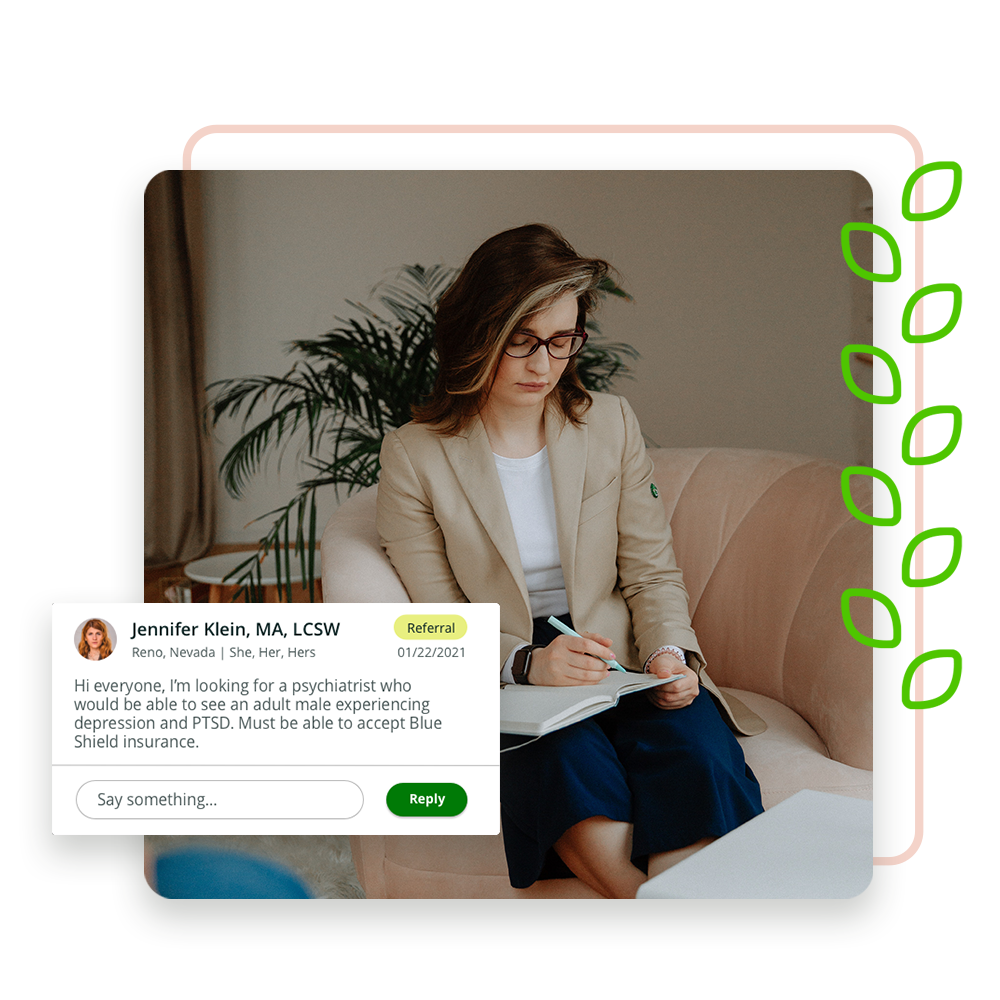 Jennifer Klein, MA, LCSW
Referral
Reno, Nevada | She, Her, Hers
01/22/2021
Hi everyone, I’m looking for a psychiatrist who
would be able to see an adult male experiencing
depression and PTSD. Must be able to accept Blue
Shield insurance.
Say something...
Reply